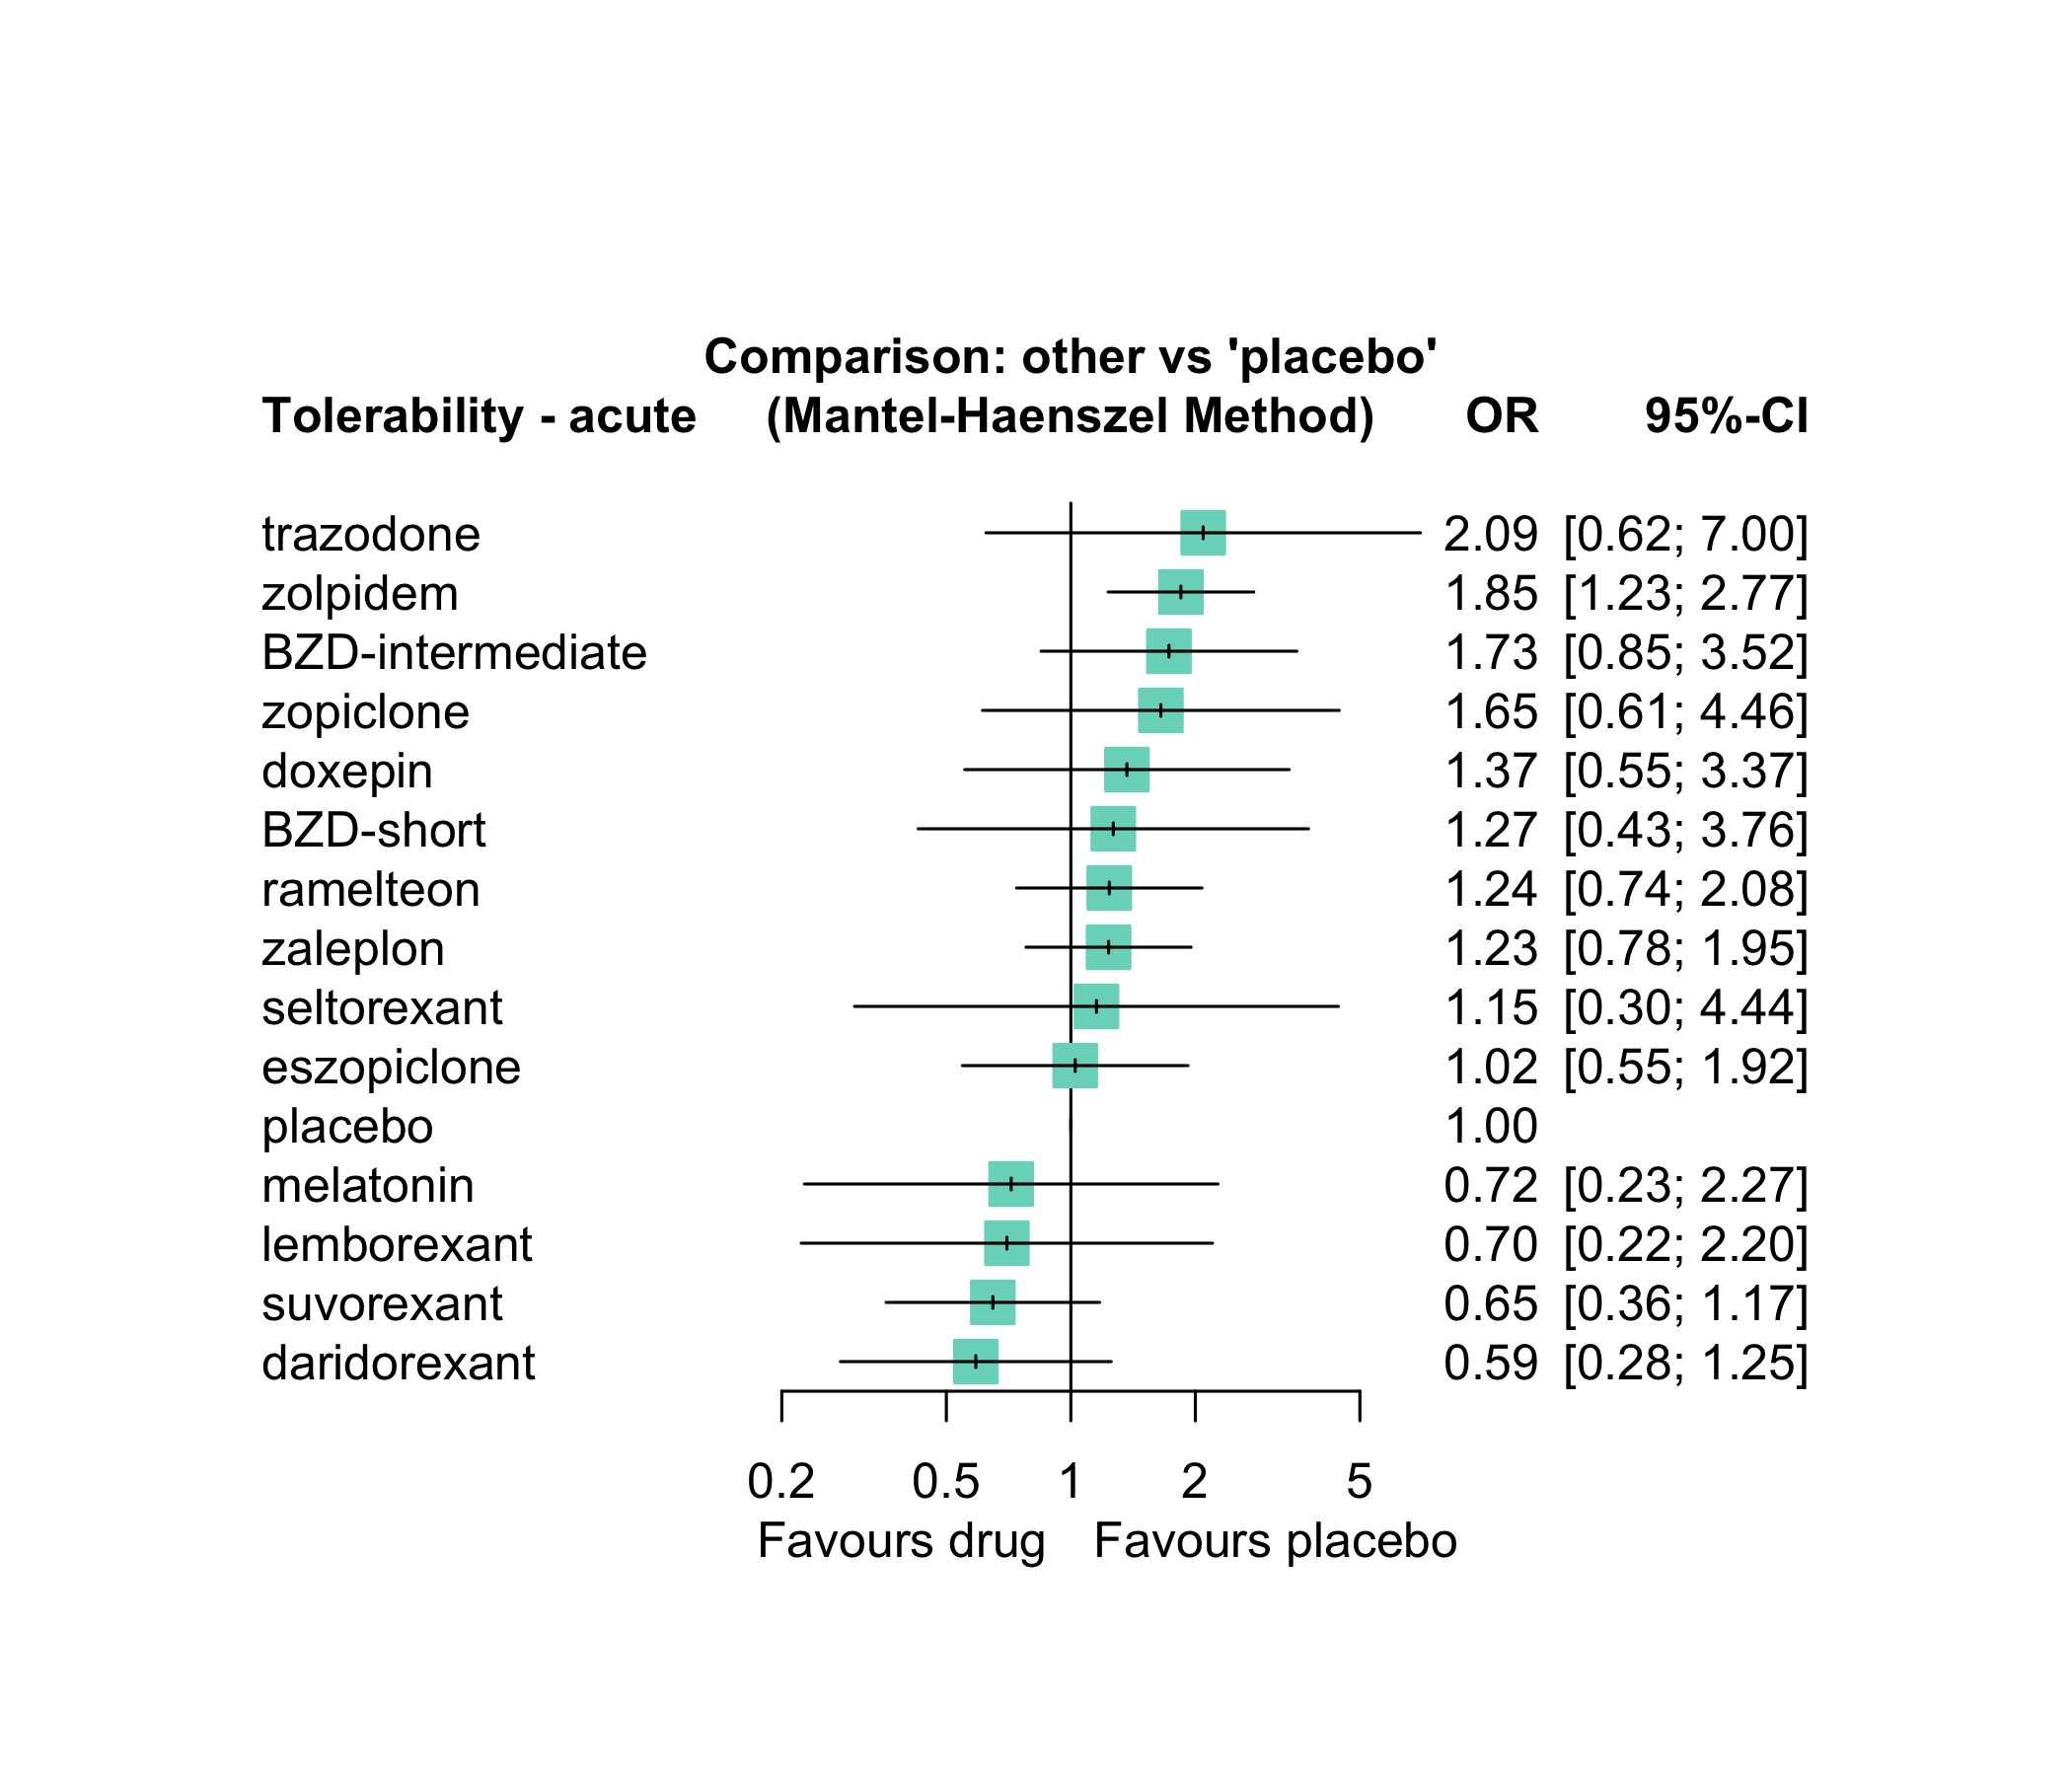 Comparison: other vs 'placebo'
Tolerability - acute (Mantel-Haenszel Method) OR 95%-CI
trazodone 2.09 [0.62; 7.00]
zolpidem 1.85 [1.23; 2.77]
BZD-intermediate 1.73 [0.85; 3.52]
zopiclone 1.65 [0.61; 4.46]
doxepin 1.37 [0.55; 3.37]
BZD-short 1.27 [0.43; 3.76]
ramelteon 1.24 [0.74; 2.08]
zaleplon 1.23 [0.78; 1.95]
seltorexant 1.15 [0.30; 4.44]
eszopiclone 1.02 [0.55; 1.92]
placebo 1.00
melatonin 0.72 [0.23; 2.27]
lemborexant 0.70 [0.22; 2.20]
suvorexant 0.65 [0.36; 1.17]
daridorexant 0.59 [0.28; 1.25]
0.2 0.5 1 2 5
Favours drug Favours placebo